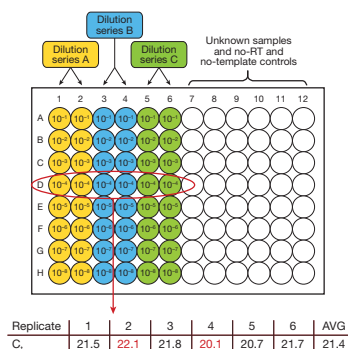 Dilution
series B
Dilution
series A
Dilution
series C
Unknown samples
and no-RT and
no-template controls
1 2 3 4 5 6 7 8 9 10 11 12
A 10⁻¹ 10⁻¹ 10⁻¹ 10⁻¹ 10⁻¹ 10⁻¹
B 10⁻² 10⁻² 10⁻² 10⁻² 10⁻² 10⁻²
C 10⁻³ 10⁻³ 10⁻³ 10⁻³ 10⁻³ 10⁻³
D 10⁻⁴ 10⁻⁴ 10⁻⁴ 10⁻⁴ 10⁻⁴ 10⁻⁴
E 10⁻⁵ 10⁻⁵ 10⁻⁵ 10⁻⁵ 10⁻⁵ 10⁻⁵
F 10⁻⁶ 10⁻⁶ 10⁻⁶ 10⁻⁶ 10⁻⁶ 10⁻⁶
G 10⁻⁷ 10⁻⁷ 10⁻⁷ 10⁻⁷ 10⁻⁷ 10⁻⁷
H 10⁻⁸ 10⁻⁸ 10⁻⁸ 10⁻⁸ 10⁻⁸ 10⁻⁸
Replicate 1 2 3 4 5 6 AVG
Cₜ 21.5 22.1 21.8 20.1 20.7 21.7 21.4